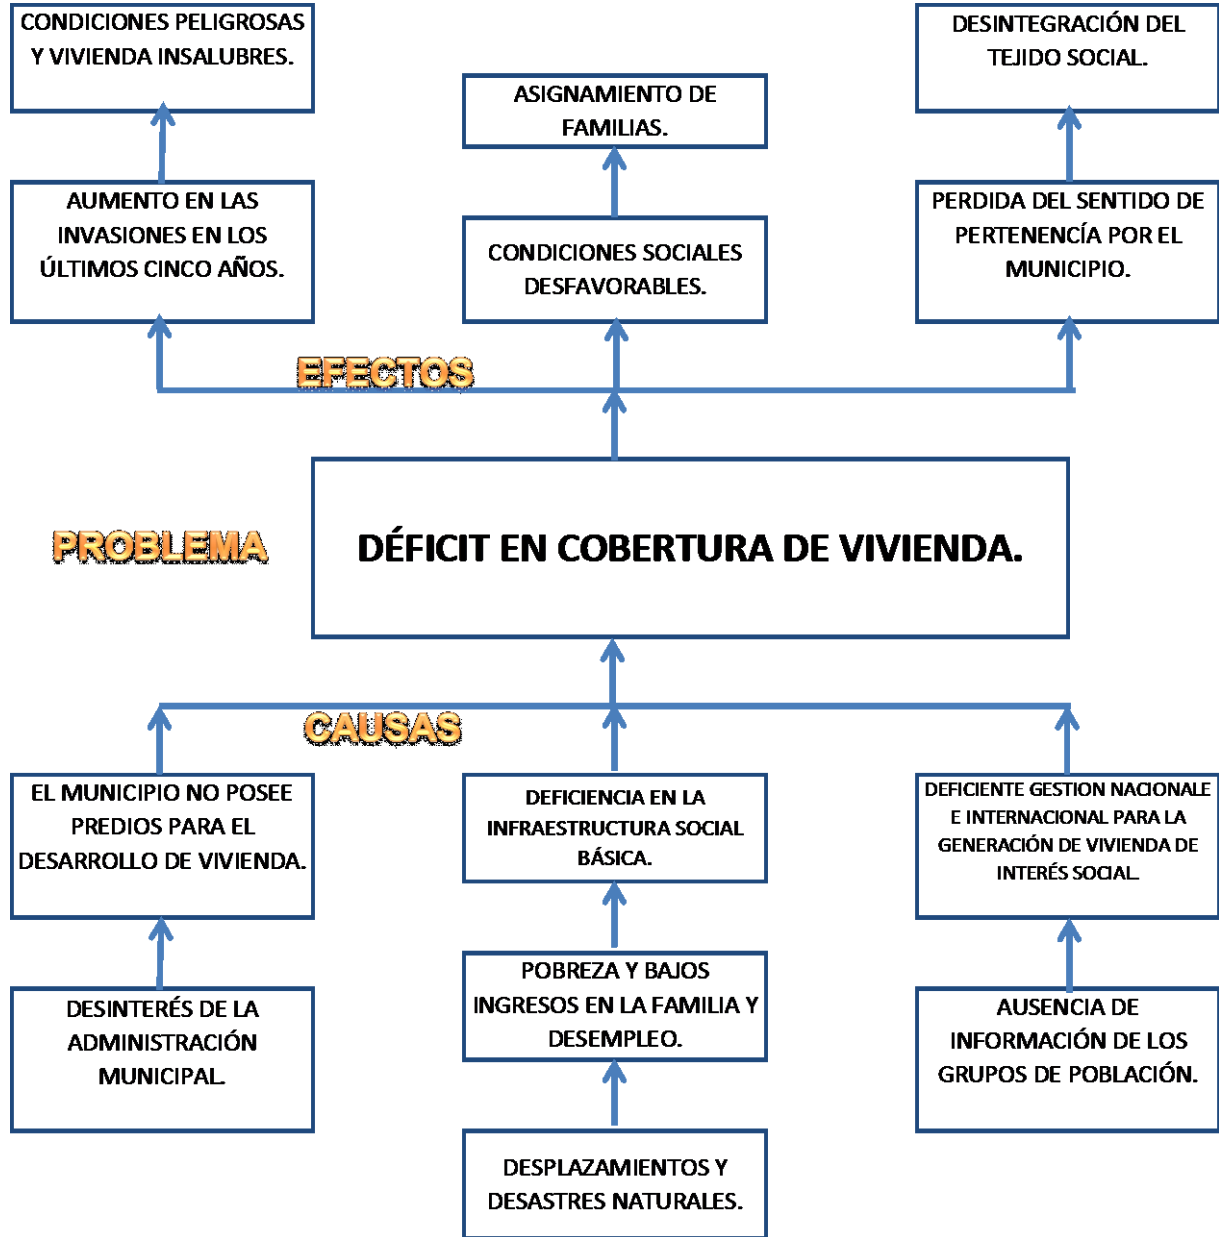 CONDICIONES PELIGROSAS
Y VIVIENDA INSALUBRES.
ASIGNAMIENTO DE
FAMILIAS.
DESINTEGRACIÓN DEL
TEJIDO SOCIAL.
AUMENTO EN LAS
INVASIONES EN LOS
ÚLTIMOS CINCO AÑOS.
CONDICIONES SOCIALES
DESFAVORABLES.
PERDIDA DEL SENTIDO DE
PERTENENCÍA POR EL
MUNICIPIO.
EFECTOS
PROBLEMA
DÉFICIT EN COBERTURA DE VIVIENDA.
CAUSAS
EL MUNICIPIO NO POSEE
PREDIOS PARA EL
DESARROLLO DE VIVIENDA.
DEFICIENCIA EN LA
INFRAESTRUCTURA SOCIAL
BÁSICA.
DEFICIENTE GESTION NACIONALE
E INTERNACIONAL PARA LA
GENERACIÓN DE VIVIENDA DE
INTERÉS SOCIAL.
DESINTERÉS DE LA
ADMINISTRACIÓN
MUNICIPAL.
POBREZA Y BAJOS
INGRESOS EN LA FAMILIA Y
DESEMPLEO.
AUSENCIA DE
INFORMACIÓN DE LOS
GRUPOS DE POBLACIÓN.
DESPLAZAMIENTOS Y
DESASTRES NATURALES.